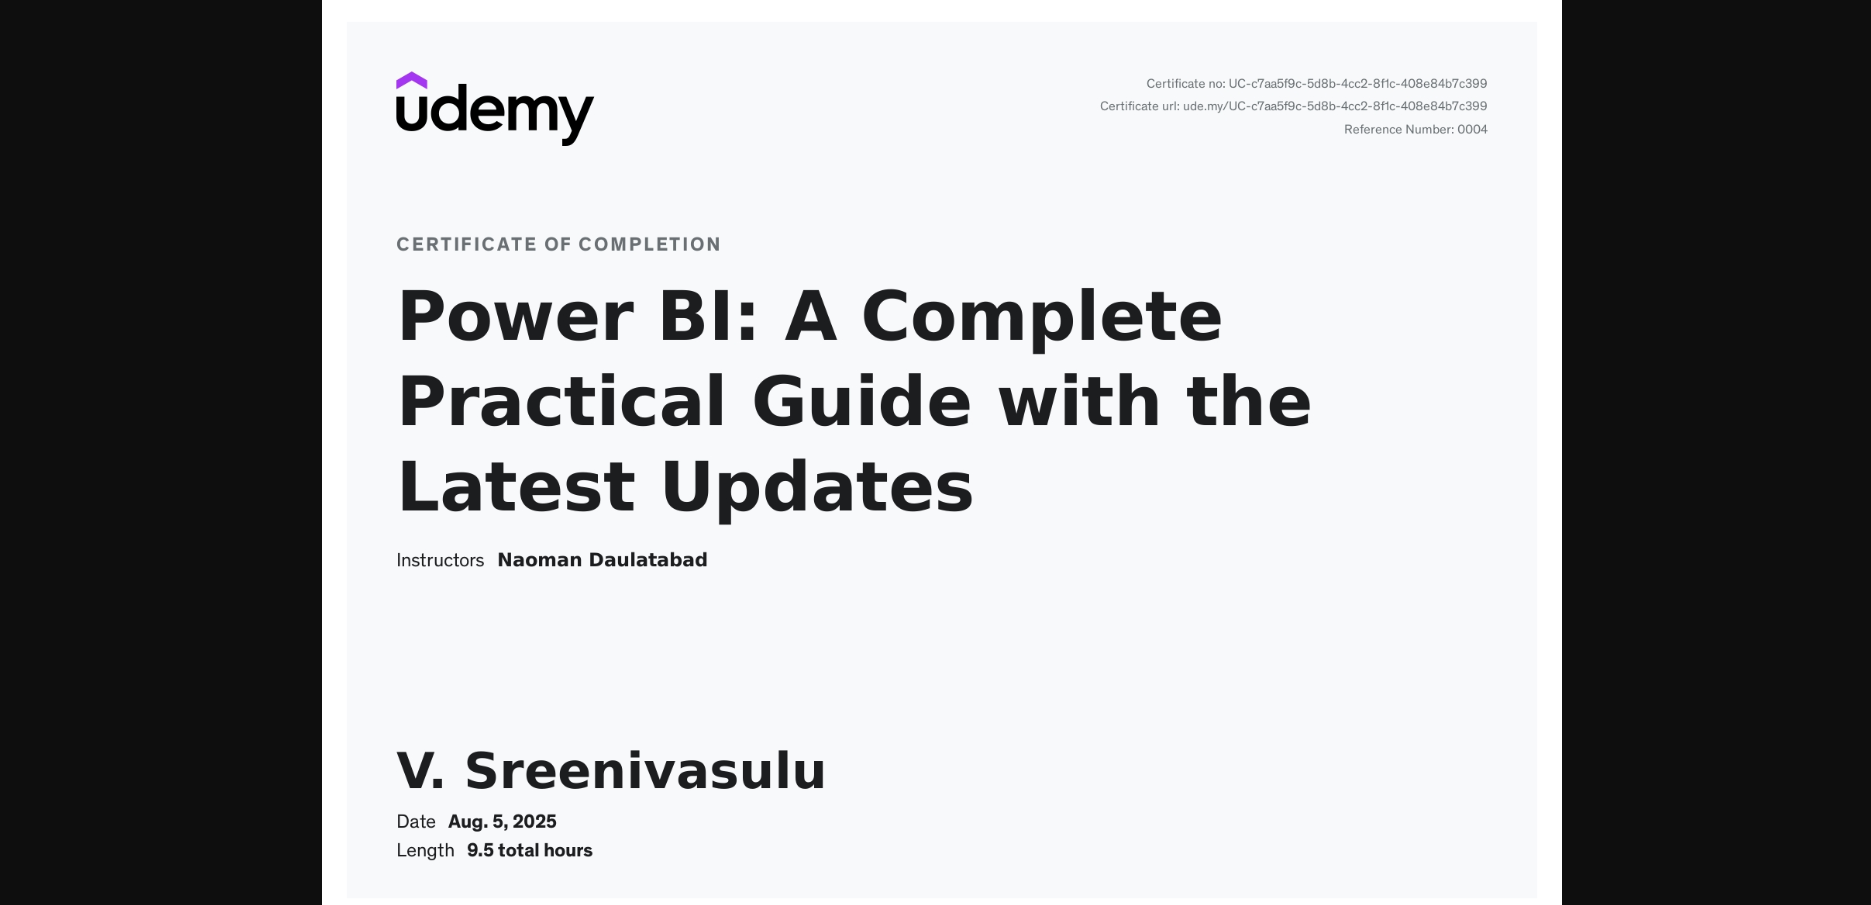 udemy
Certificate no: UC-c7aa5f9c-5d8b-4cc2-8f1c-408e84b7c399
Certificate url: ude.my/UC-c7aa5f9c-5d8b-4cc2-8f1c-408e84b7c399
Reference Number: 0004
CERTIFICATE OF COMPLETION
Power BI: A Complete
Practical Guide with the
Latest Updates
Instructors Naoman Daulatabad
V. Sreenivasulu
Date Aug. 5, 2025
Length 9.5 total hours